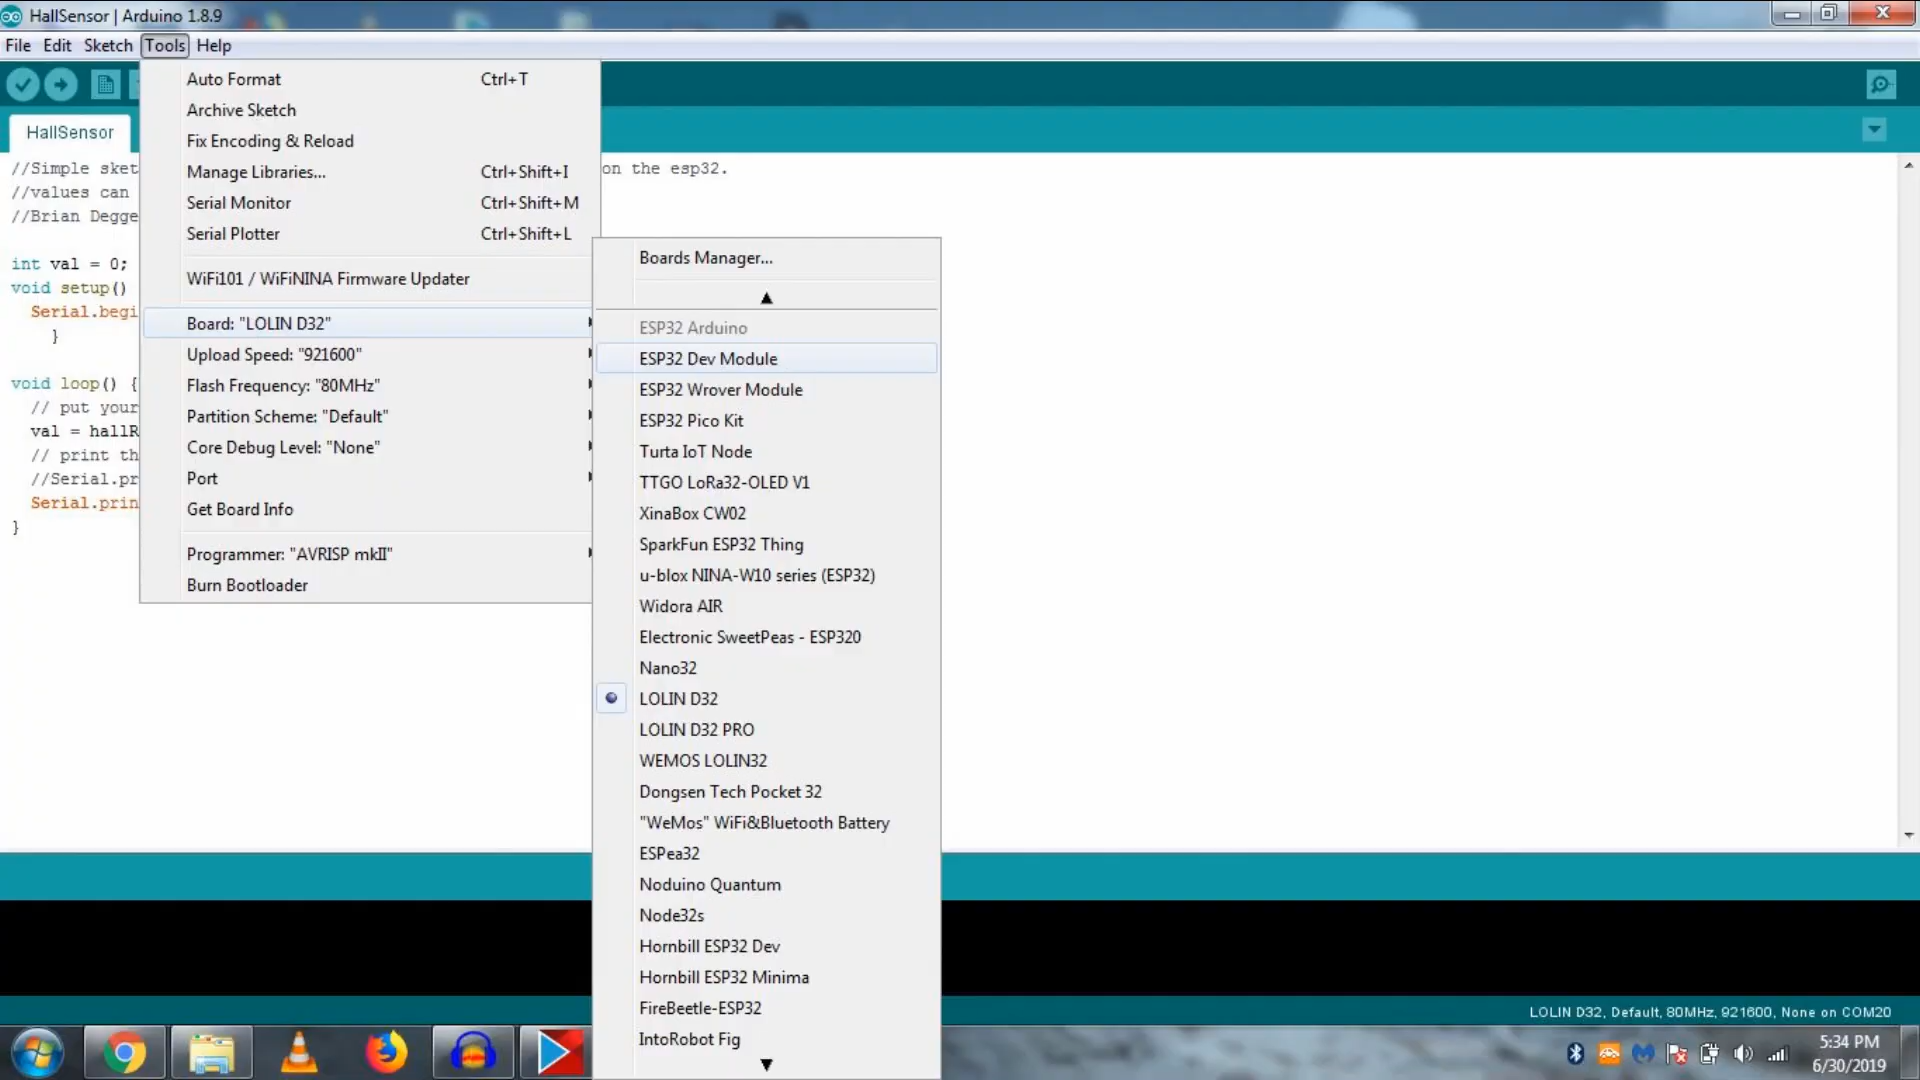 HallSensor | Arduino 1.8.9
File Edit Sketch Tools Help
HallSensor
//Simple sket
on the esp32.
//values can
//Brian Degge
int val = 0;
void setup()
Serial.begi
}
void loop() {
// put your
val = hallR
// print th
//Serial.pr
Serial.prin
}
Auto Format Ctrl+T
Archive Sketch
Fix Encoding & Reload
Manage Libraries... Ctrl+Shift+I
Serial Monitor Ctrl+Shift+M
Serial Plotter Ctrl+Shift+L
WiFi101 / WiFiNINA Firmware Updater
Board: "LOLIN D32"
Upload Speed: "921600"
Flash Frequency: "80MHz"
Partition Scheme: "Default"
Core Debug Level: "None"
Port
Get Board Info
Programmer: "AVRISP mkII"
Burn Bootloader
Boards Manager...
ESP32 Arduino
ESP32 Dev Module
ESP32 Wrover Module
ESP32 Pico Kit
Turta IoT Node
TTGO LoRa32-OLED V1
XinaBox CW02
SparkFun ESP32 Thing
u-blox NINA-W10 series (ESP32)
Widora AIR
Electronic SweetPeas - ESP320
Nano32
LOLIN D32
LOLIN D32 PRO
WEMOS LOLIN32
Dongsen Tech Pocket 32
"WeMos" WiFi&Bluetooth Battery
ESPea32
Noduino Quantum
Node32s
Hornbill ESP32 Dev
Hornbill ESP32 Minima
FireBeetle-ESP32
IntoRobot Fig
LOLIN D32, Default, 80MHz, 921600, None on COM20
5:34 PM
6/30/2019